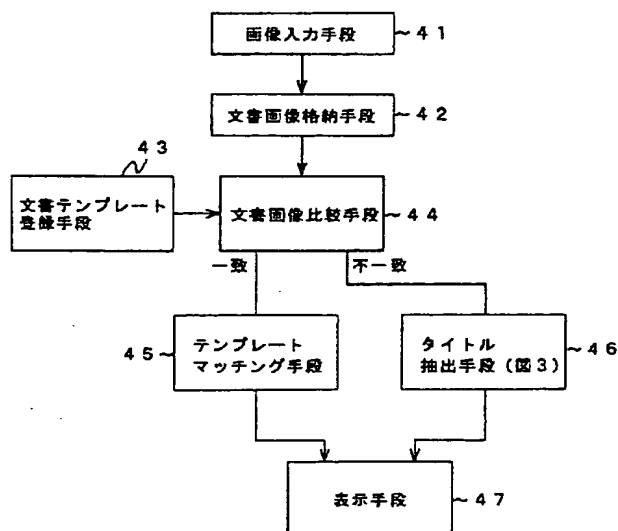 画像入力手段 ~41
文書画像格納手段 ~42
43
文書テンプレート
登録手段
文書画像比較手段 ~44
一致 不一致
45~ テンプレート
マッチング手段
タイトル
抽出手段(図3) ~46
表示手段 ~47